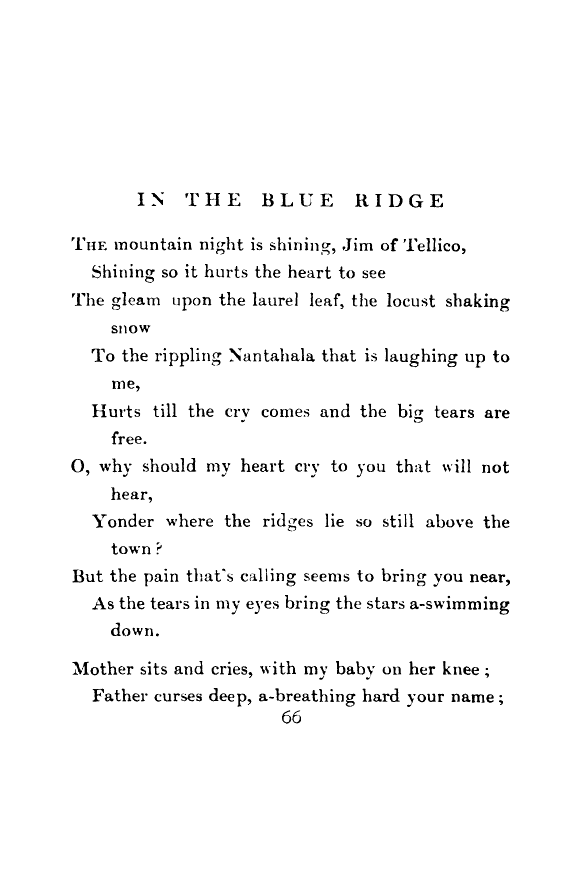 IN THE BLUE RIDGE
THE mountain night is shining, Jim of Tellico,
Shining so it hurts the heart to see
The gleam upon the laurel leaf, the locust shaking
snow
To the rippling Nantahala that is laughing up to
me,
Hurts till the cry comes and the big tears are
free.
O, why should my heart cry to you that will not
hear,
Yonder where the ridges lie so still above the
town?
But the pain that's calling seems to bring you near,
As the tears in my eyes bring the stars a-swimming
down.
Mother sits and cries, with my baby on her knee;
Father curses deep, a-breathing hard your name;
66